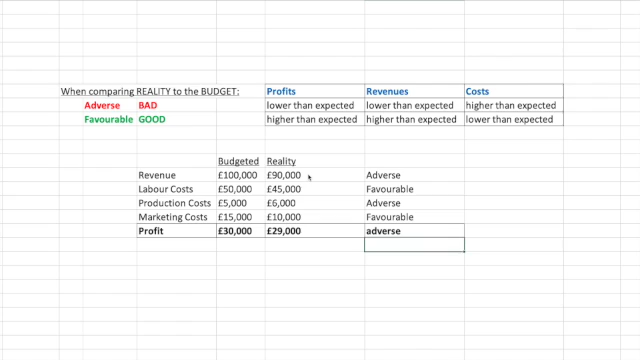 When comparing REALITY to the BUDGET: Profits Revenues Costs
Adverse BAD lower than expected lower than expected higher than expected
Favourable GOOD higher than expected higher than expected lower than expected
Budgeted Reality
Revenue £100,000 £90,000 Adverse
Labour Costs £50,000 £45,000 Favourable
Production Costs £5,000 £6,000 Adverse
Marketing Costs £15,000 £10,000 Favourable
Profit £30,000 £29,000 adverse